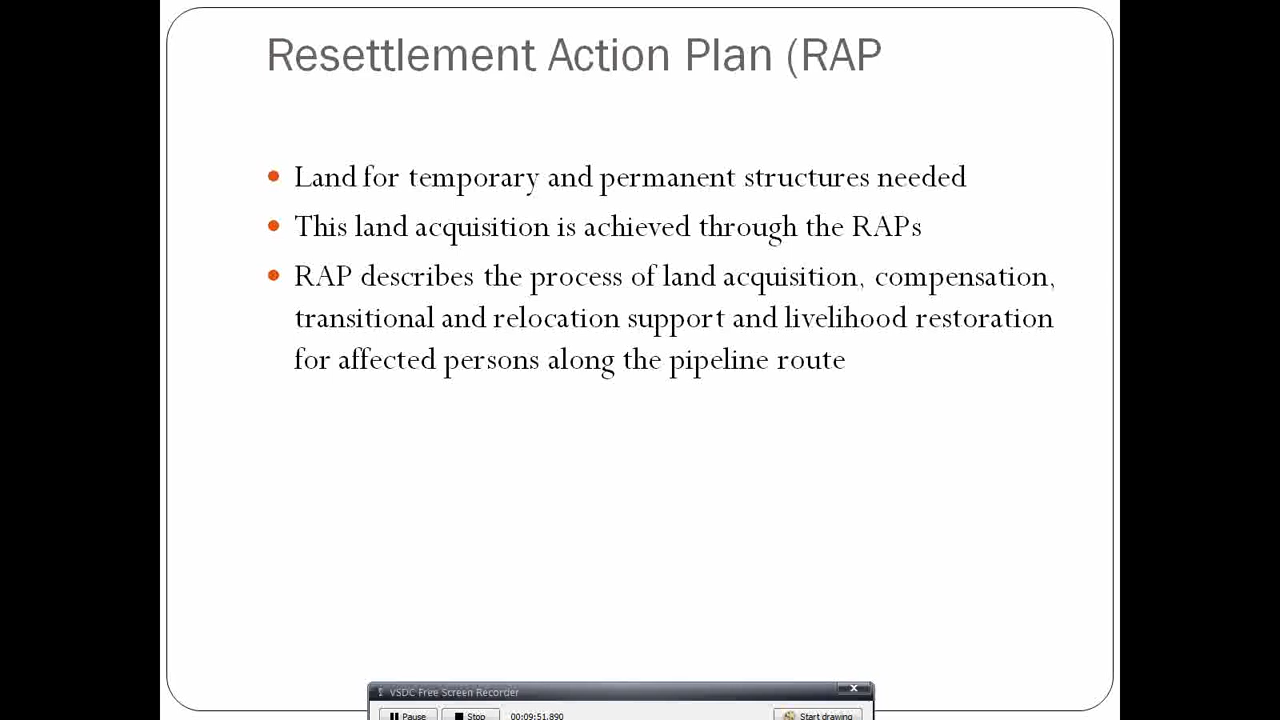 Resettlement Action Plan (RAP
Land for temporary and permanent structures needed
This land acquisition is achieved through the RAPs
RAP describes the process of land acquisition, compensation,
transitional and relocation support and livelihood restoration
for affected persons along the pipeline route
VSDC Free Screen Recorder
Pause Stop 00:09:51.890 Start drawing